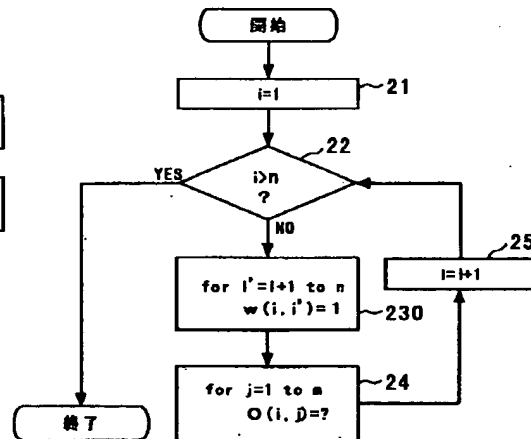 開始
i=1
21
22
YES
i>n
?
NO
25
i=i+1
for i'=i+1 to n
w(i,i')=1
230
for j=1 to m
O(i,j)=?
24
終了